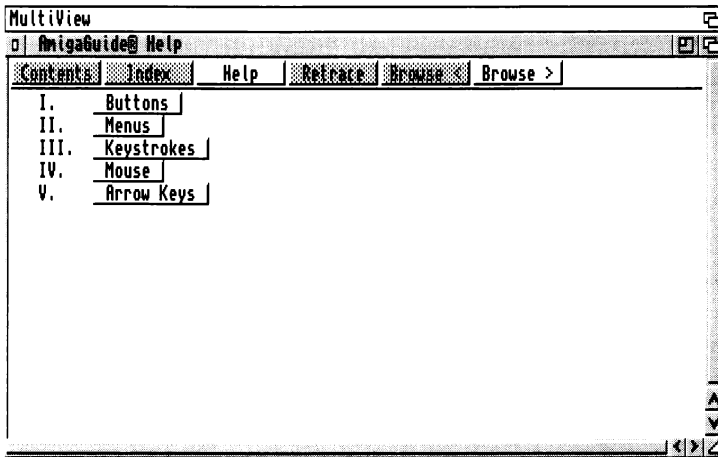 MultiView
AmigaGuide® Help
Contents Index Help Retrace Browse < Browse >
I. Buttons
II. Menus
III. Keystrokes
IV. Mouse
V. Arrow Keys